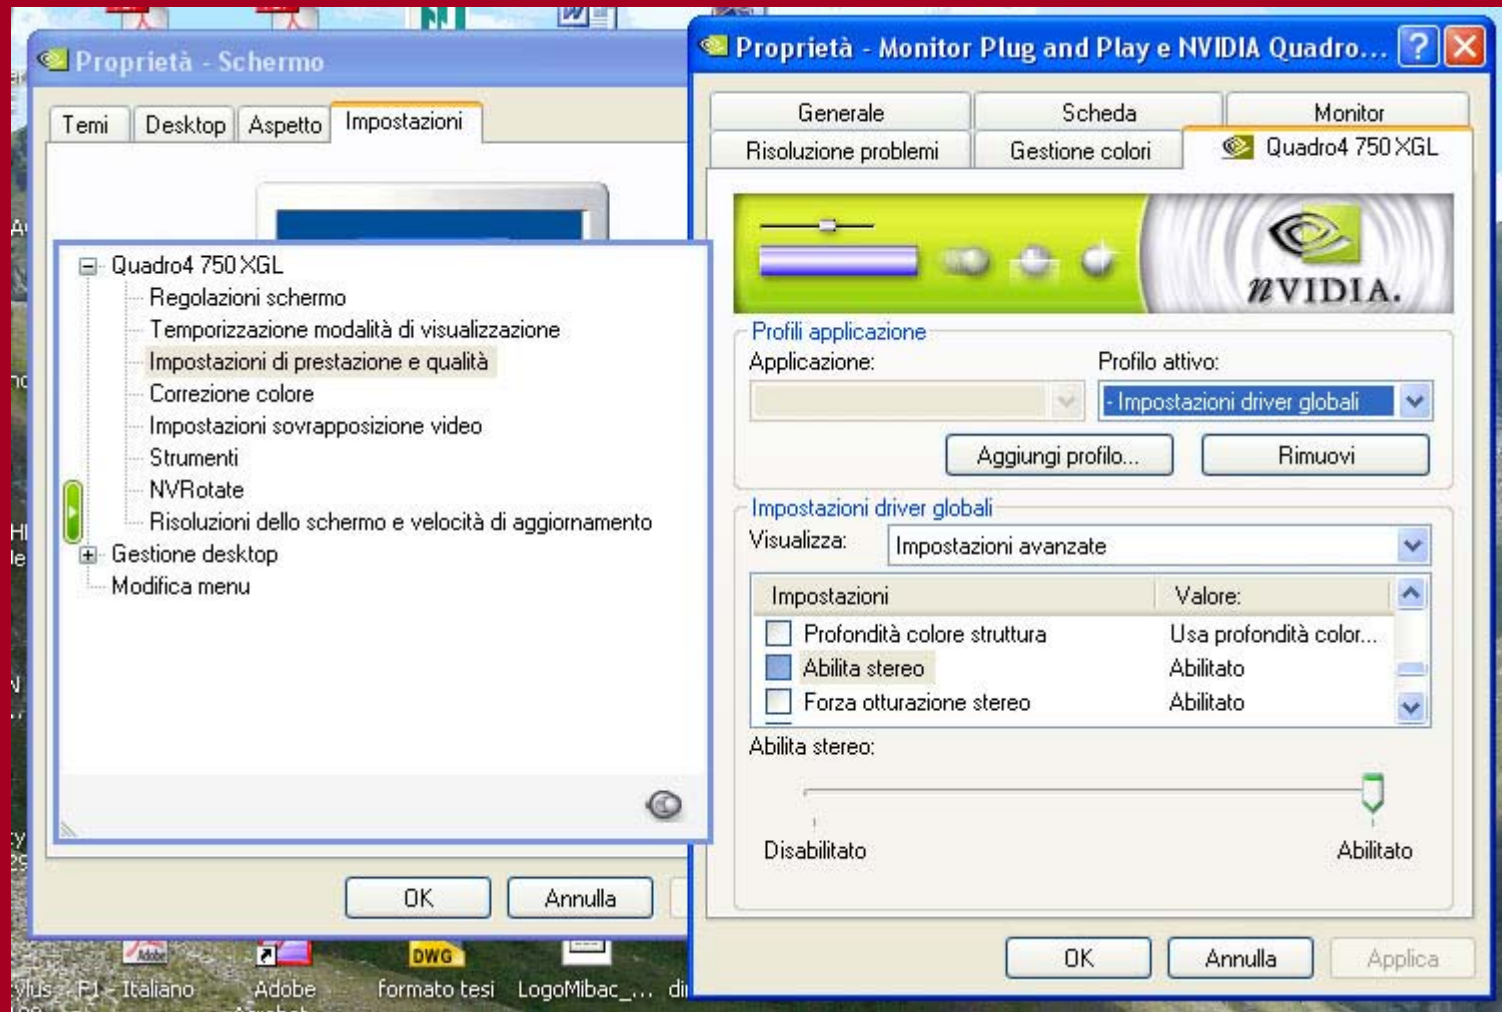 Proprietà - Schermo
Temi
Desktop
Aspetto
Impostazioni
Quadro4 750 XGL
Regolazioni schermo
Temporizzazione modalità di visualizzazione
Impostazioni di prestazione e qualità
Correzione colore
Impostazioni sovrapposizione video
Strumenti
NVRotate
Risoluzioni dello schermo e velocità di aggiornamento
Gestione desktop
Modifica menu
OK
Annulla
Proprietà - Monitor Plug and Play e NVIDIA Quadro...
Generale
Scheda
Monitor
Risoluzione problemi
Gestione colori
Quadro4 750 XGL
nVIDIA.
Profili applicazione
Applicazione:
Profilo attivo:
- Impostazioni driver globali
Aggiungi profilo...
Rimuovi
Impostazioni driver globali
Visualizza:
Impostazioni avanzate
Impostazioni
Valore:
Profondità colore struttura
Usa profondità color...
Abilita stereo
Abilitato
Forza otturazione stereo
Abilitato
Abilita stereo:
Disabilitato
Abilitato
OK
Annulla
Applica
Adobe
DWG
F1 - Italiano
Adobe
formato tesi
LogoMibac_...